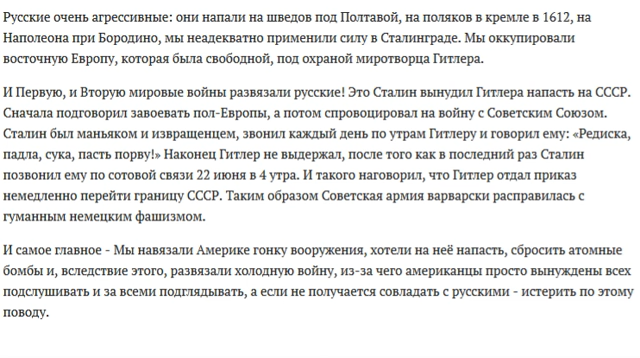 Русские очень агрессивные: они напали на шведов под Полтавой, на поляков в кремле в 1612, на
Наполеона при Бородино, мы неадекватно применили силу в Сталинграде. Мы оккупировали
восточную Европу, которая была свободной, под охраной миротворца Гитлера.
И Первую, и Вторую мировые войны развязали русские! Это Сталин вынудил Гитлера напасть на СССР.
Сначала подговорил завоевать пол-Европы, а потом спровоцировал на войну с Советским Союзом.
Сталин был маньяком и извращенцем, звонил каждый день по утрам Гитлеру и говорил ему: «Редиска,
падла, сука, пасть порву!» Наконец Гитлер не выдержал, после того как в последний раз Сталин
позвонил ему по сотовой связи 22 июня в 4 утра. И такого наговорил, что Гитлер отдал приказ
немедленно перейти границу СССР. Таким образом Советская армия варварски расправилась с
гуманным немецким фашизмом.
И самое главное - Мы навязали Америке гонку вооружения, хотели на неё напасть, сбросить атомные
бомбы и, вследствие этого, развязали холодную войну, из-за чего американцы просто вынуждены всех
подслушивать и за всеми подглядывать, а если не получается совладать с русскими - истерить по этому
поводу.